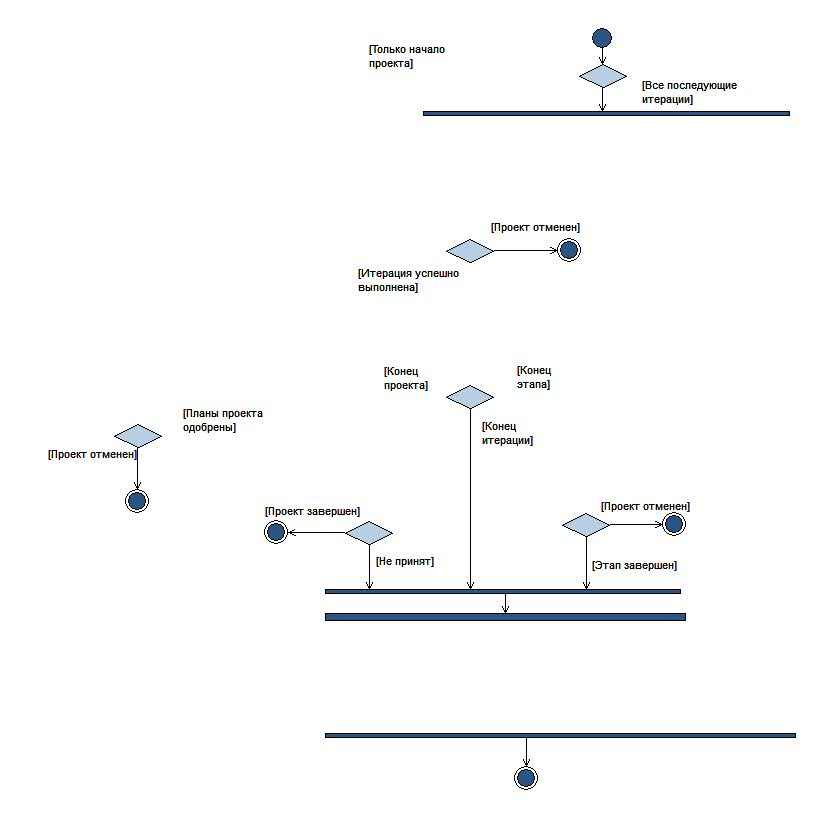 [Только начало
проекта]
[Все последующие
итерации]
[Проект отменен]
[Итерация успешно
выполнена]
[Конец
проекта]
[Конец
этапа]
[Планы проекта
одобрены]
[Конец
итерации]
[Проект отменен]
[Проект завершен]
[Проект отменен]
[Не принят]
[Этап завершен]